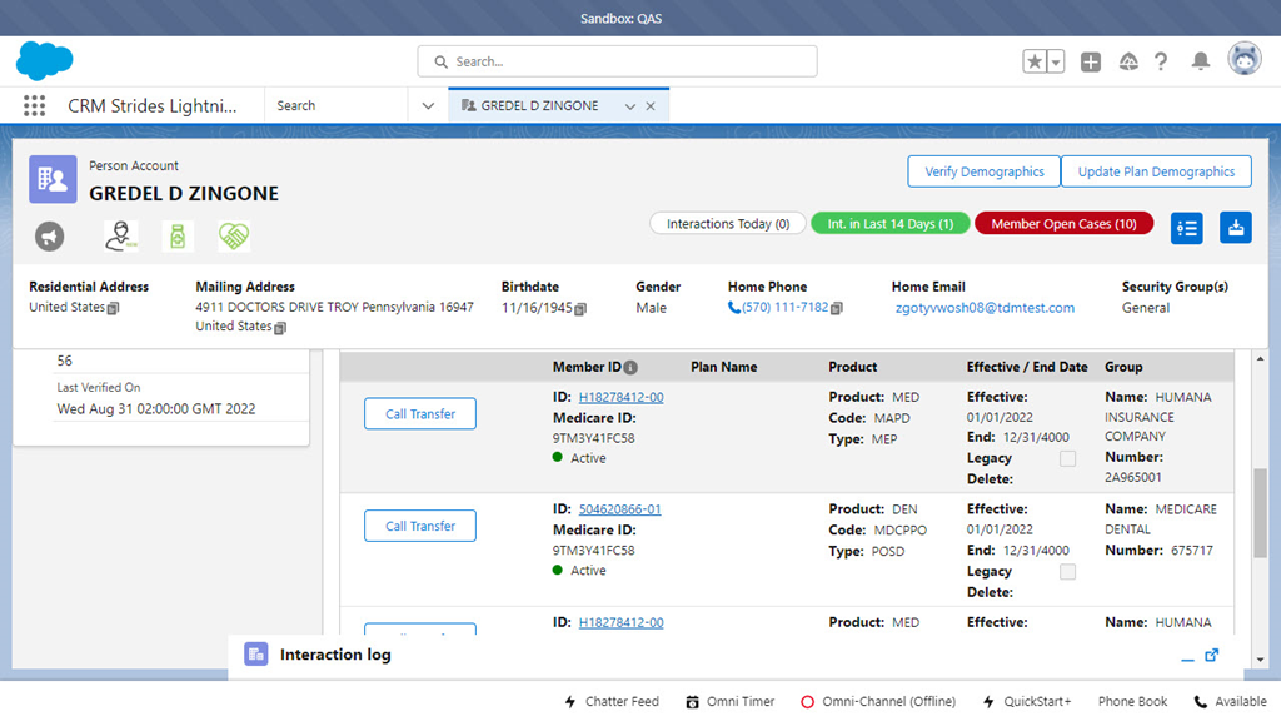 Sandbox: QAS
Search...
CRM Strides Lightni...
Search
GREDEL D ZINGONE
Person Account
GREDEL D ZINGONE
Verify Demographics
Update Plan Demographics
Interactions Today (0)
Int. in Last 14 Days (1)
Member Open Cases (10)
Residential Address
United States
Mailing Address
4911 DOCTORS DRIVE TROY Pennsylvania 16947
United States
Birthdate
11/16/1945
Gender
Male
Home Phone
(570) 111-7182
Home Email
zgotyvwosh08@tdmtest.com
Security Group(s)
General
56
Last Verified On
Wed Aug 31 02:00:00 GMT 2022
Member ID
Plan Name
Product
Effective / End Date
Group
Call Transfer
ID: H18278412-00
Medicare ID:
9TM3Y41FC58
Active
Product: MED
Code: MAPD
Type: MEP
Effective:
01/01/2022
End: 12/31/4000
Legacy
Delete:
Name: HUMANA
INSURANCE
COMPANY
Number:
2A965001
Call Transfer
ID: 504620866-01
Medicare ID:
9TM3Y41FC58
Active
Product: DEN
Code: MDCPPO
Type: POSD
Effective:
01/01/2022
End: 12/31/4000
Legacy
Delete:
Name: MEDICARE
DENTAL
Number: 675717
ID: H18278412-00
Product: MED
Effective:
Name: HUMANA
Interaction log
Chatter Feed
Omni Timer
Omni-Channel (Offline)
QuickStart+
Phone Book
Available